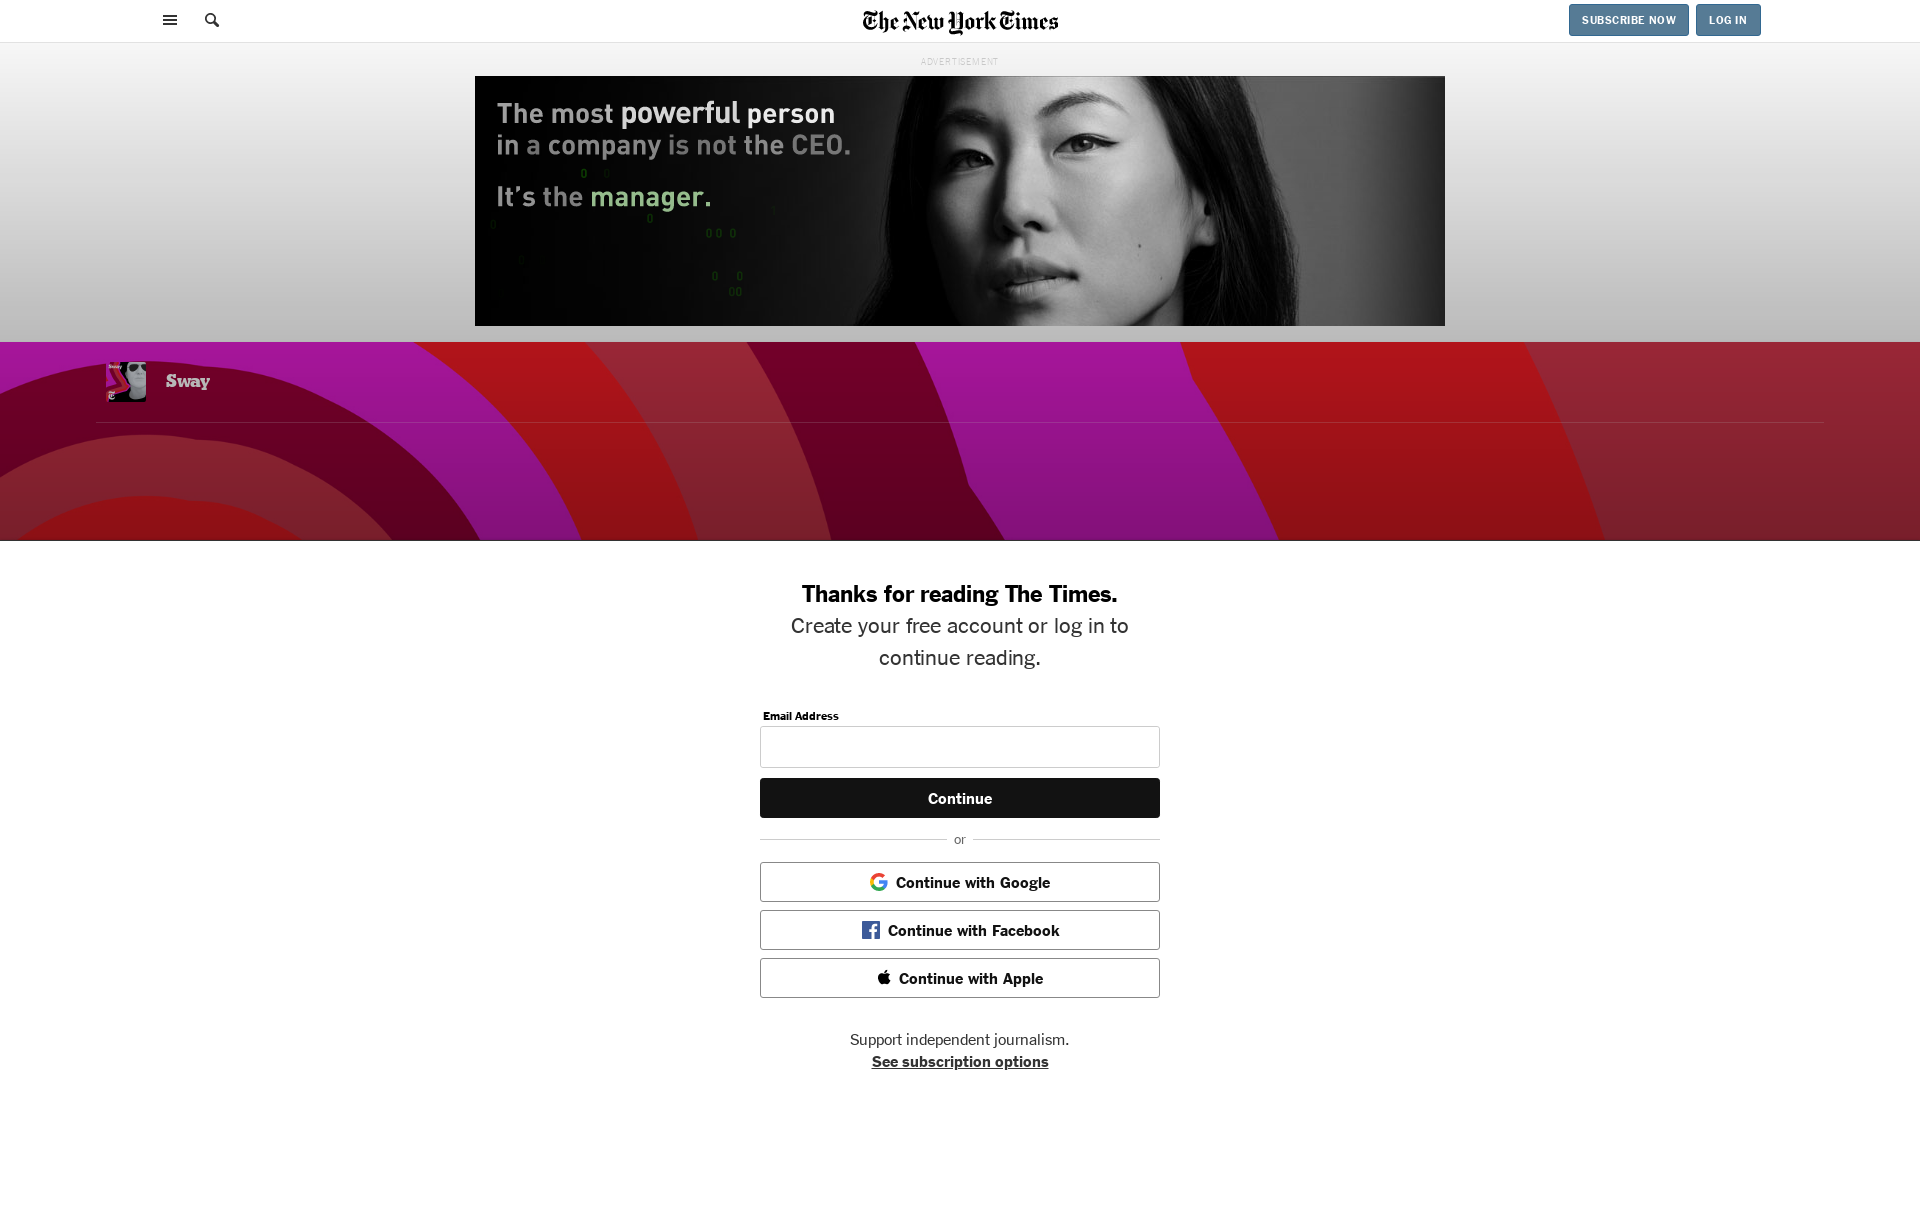 The New York Times
SUBSCRIBE NOW
LOG IN
ADVERTISEMENT
The most powerful person
in a company is not the CEO.
It's the manager.
Sway
Thanks for reading The Times.
Create your free account or log in to
continue reading.
Email Address
Continue
or
Continue with Google
Continue with Facebook
Continue with Apple
Support independent journalism.
See subscription options